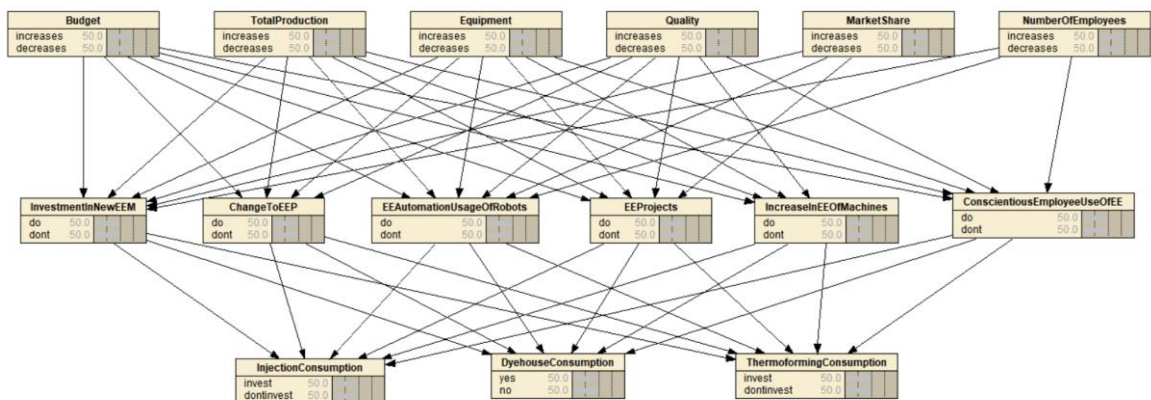 Budget
increases 50.0
decreases 50.0
TotalProduction
increases 50.0
decreases 50.0
Equipment
increases 50.0
decreases 50.0
Quality
increases 50.0
decreases 50.0
MarketShare
increases 50.0
decreases 50.0
NumberOfEmployees
increases 50.0
decreases 50.0
InvestmentInNewEEM
do 50.0
dont 50.0
ChangeToEEP
do 50.0
dont 50.0
EEAutomationUsageOfRobots
do 50.0
dont 50.0
EEProjects
do 50.0
dont 50.0
IncreaseInEEOfMachines
do 50.0
dont 50.0
ConscientiousEmployeeUseOfEE
do 50.0
dont 50.0
InjectionConsumption
invest 50.0
dontinvest 50.0
DyehouseConsumption
yes 50.0
no 50.0
ThermoformingConsumption
invest 50.0
dontinvest 50.0